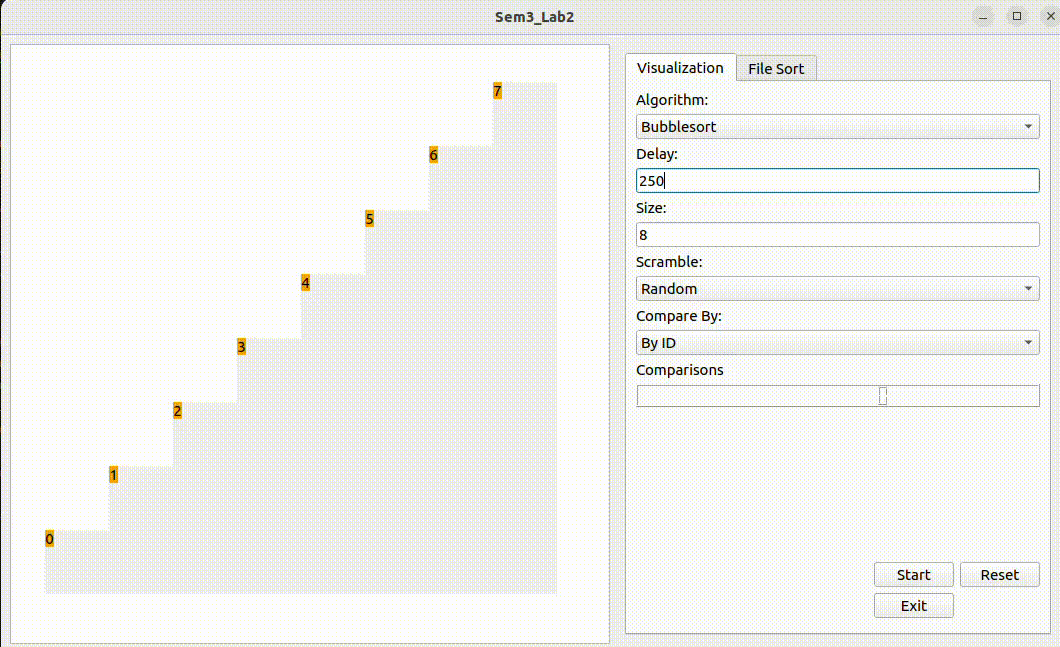 Sem3_Lab2
7
6
5
4
3
2
1
0
Visualization
File Sort
Algorithm:
Bubblesort
Delay:
250
Size:
8
Scramble:
Random
Compare By:
By ID
Comparisons
Start
Reset
Exit